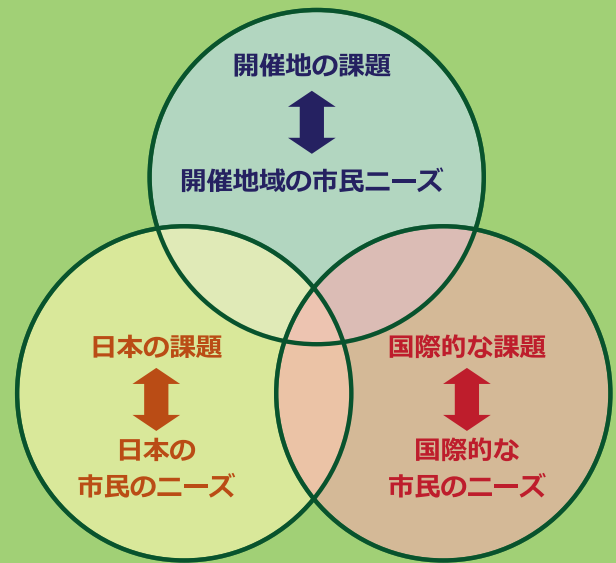 開催地の課題
開催地域の市民ニーズ
日本の課題
日本の
市民のニーズ
国際的な課題
国際的な
市民のニーズ